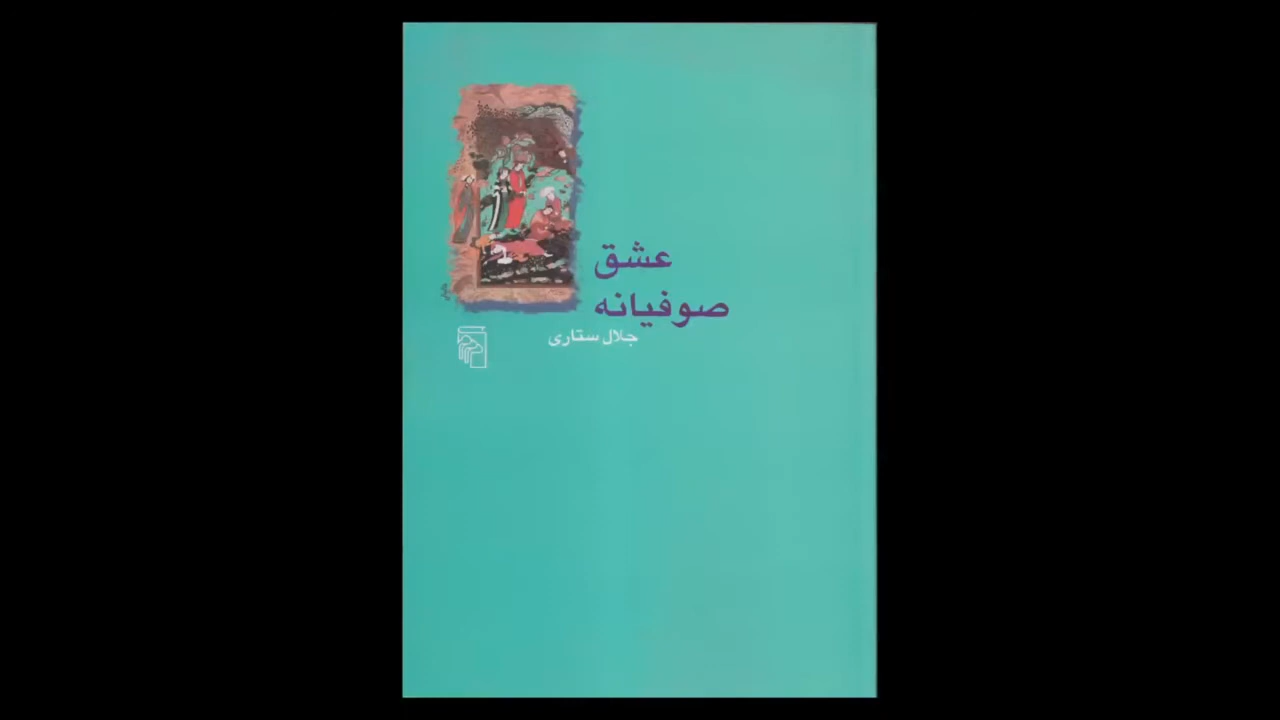 عشق
صوفیانه
جلال ستاری